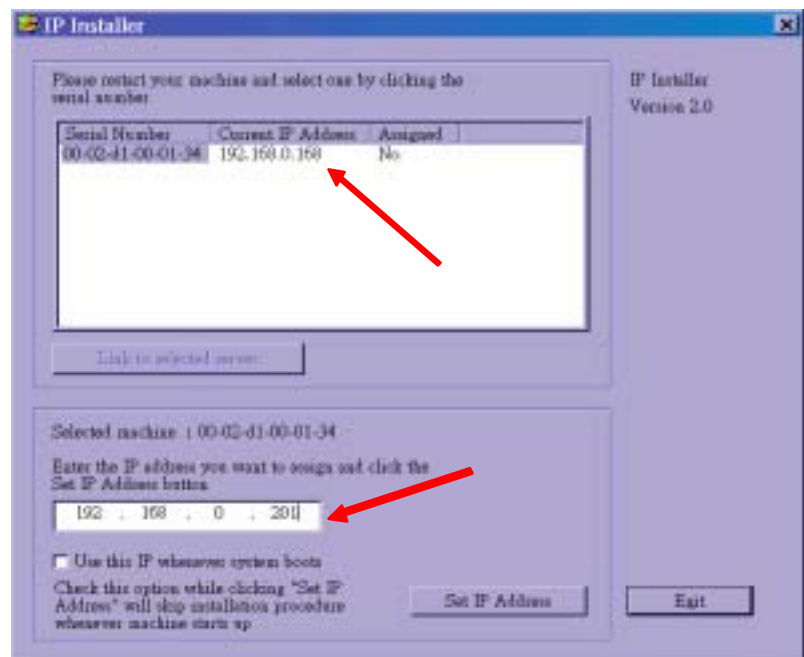 IP Installer
Please restart your machine and select one by clicking the
serial number
IP Installer
Version 2.0
Serial Number Current IP Address Assigned
00-02-d1-00-01-34 192.168.0.168 No
Link to selected server
Selected machine : 00-02-d1-00-01-34
Enter the IP address you want to assign and click the
Set IP Address button
192 . 168 . 0 . 201
Use this IP whenever system boots
Check this option while clicking "Set IP
Address" will skip installation procedure
whenever machine starts up
Set IP Address
Exit